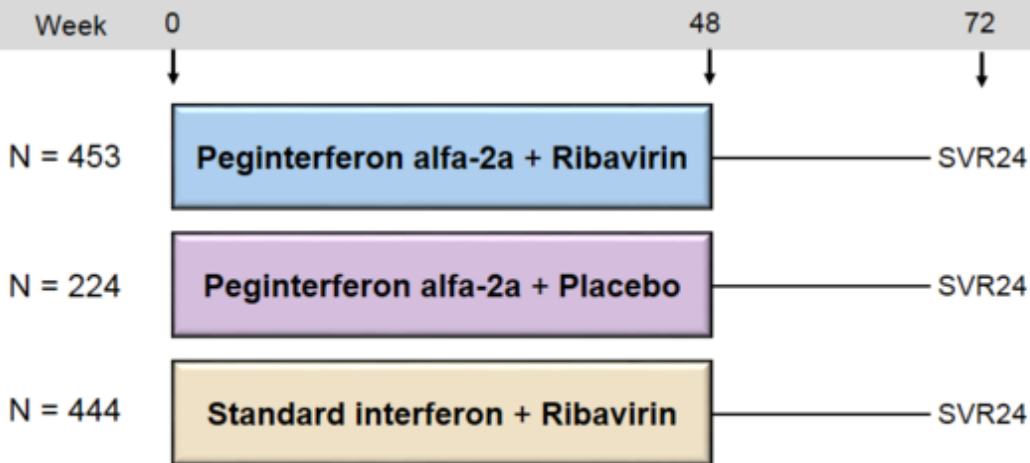 Week 0 48 72
N = 453 Peginterferon alfa-2a + Ribavirin SVR24
N = 224 Peginterferon alfa-2a + Placebo SVR24
N = 444 Standard interferon + Ribavirin SVR24